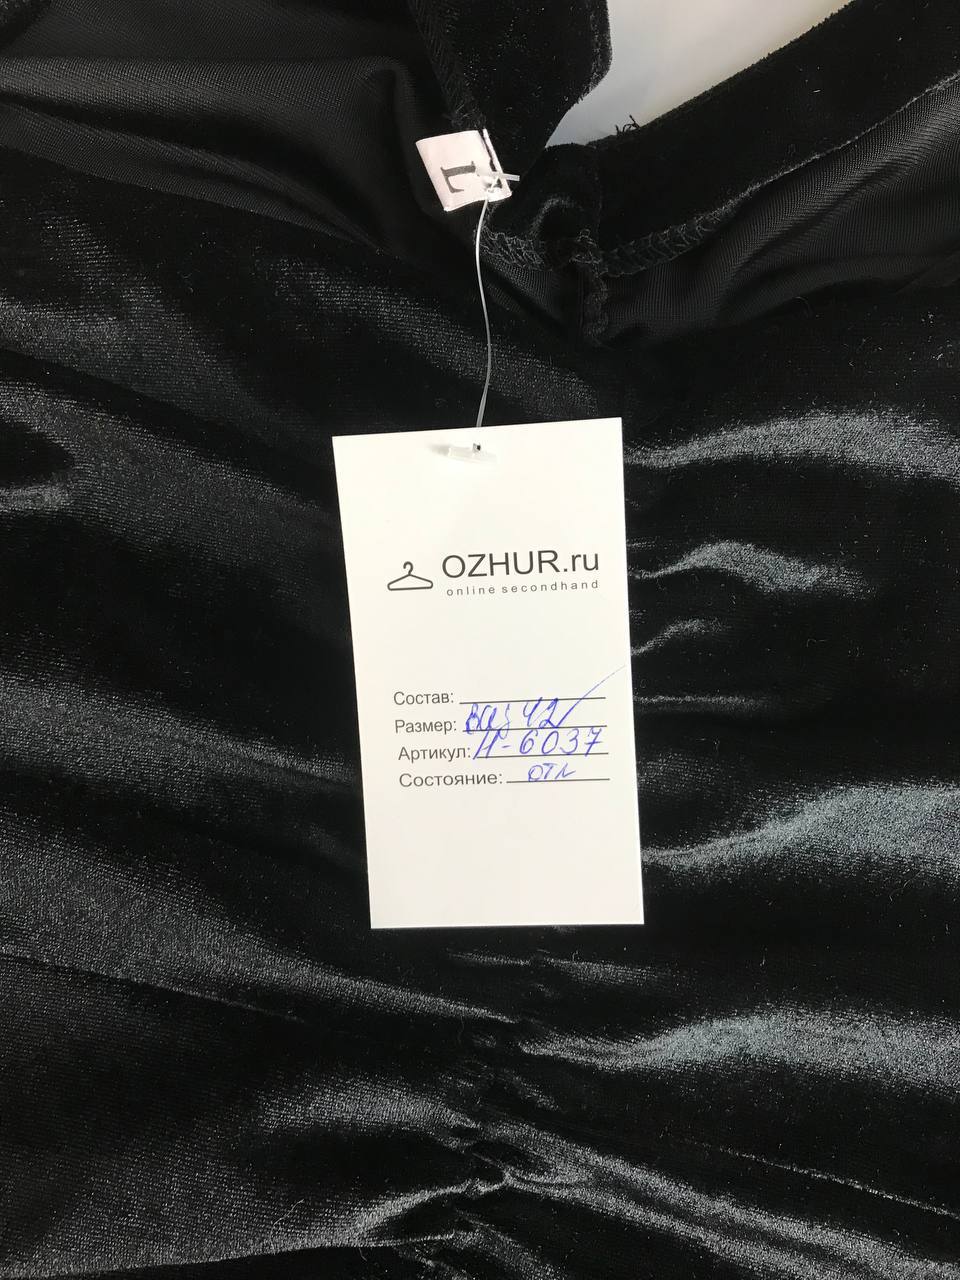 L
OZHUR.ru
online secondhand
Состав:
Размер: 42
Артикул: Н-6037
Состояние: отл